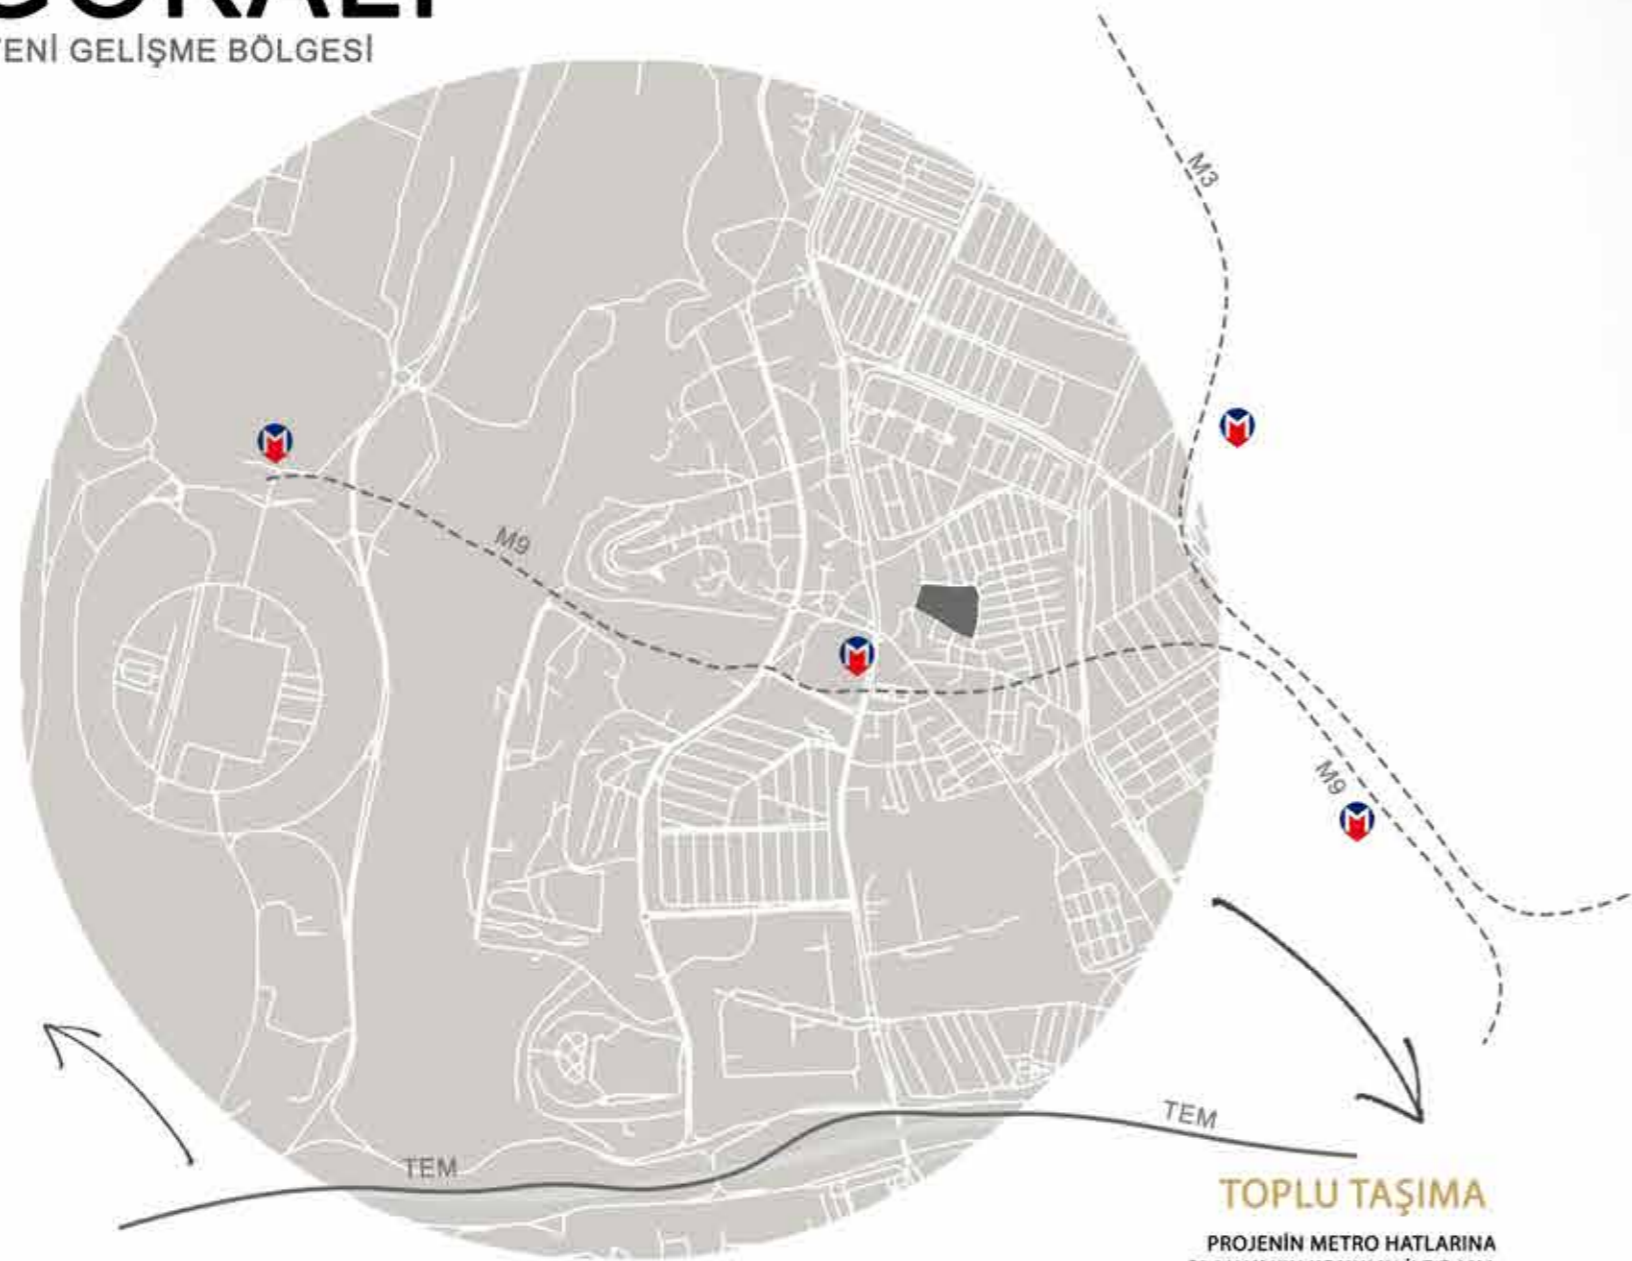 YENİ GELİŞME BÖLGESİ
M3
M9
M9
TEM
TEM
TOPLU TAŞIMA
PROJENİN METRO HATLARINA